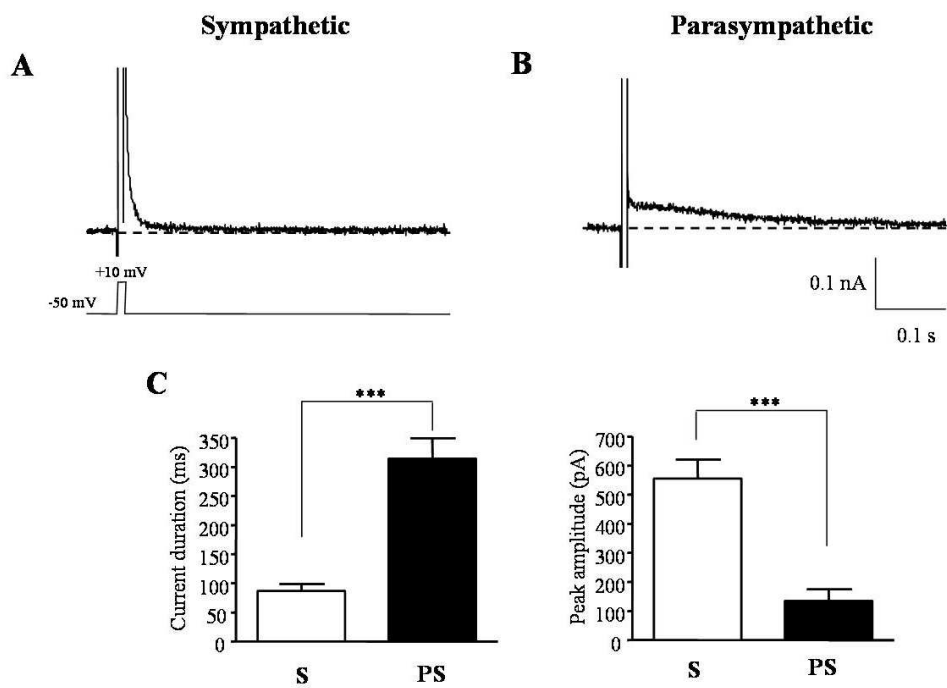 Sympathetic
Parasympathetic
A
B
+10 mV
-50 mV
0.1 nA
0.1 s
C
***
Current duration (ms)
350
300
250
200
150
100
50
0
S
PS
***
Peak amplitude (pA)
700
600
500
400
300
200
100
0
S
PS